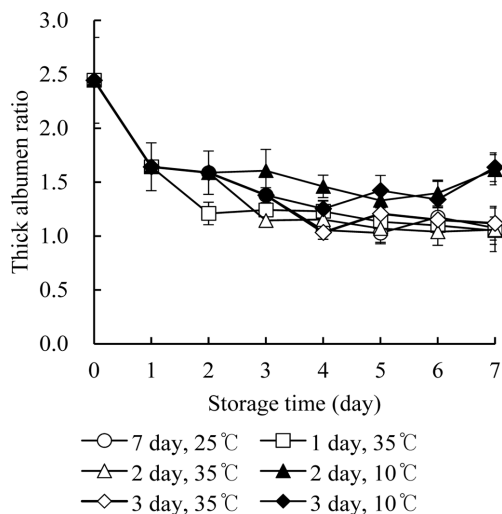 3.0
2.5
2.0
1.5
1.0
0.5
0.0
Thick albumen ratio
0 1 2 3 4 5 6 7
Storage time (day)
7 day, 25℃ 1 day, 35℃
2 day, 35℃ 2 day, 10℃
3 day, 35℃ 3 day, 10℃